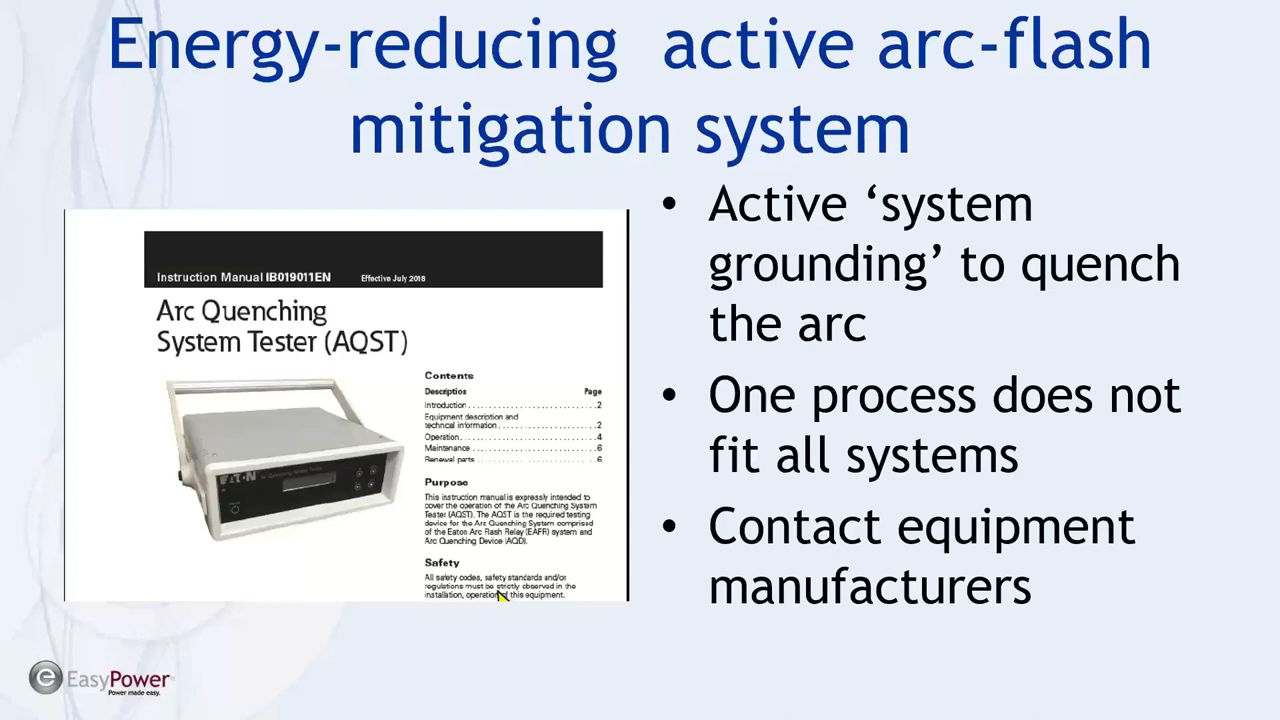 Energy-reducing active arc-flash
mitigation system
Instruction Manual IB019011EN Effective July 2018
Arc Quenching
System Tester (AQST)
Contents
Description Page
Introduction 2
Equipment description and
technical information 2
Operation 4
Maintenance 6
Renewal parts 6
Purpose
This instruction manual is expressly intended to
cover the operation of the Arc Quenching System
Tester (AQST). The AQST is the required testing
device for the Arc Quenching System comprised
of the Eaton Arc Flash Relay (EAFR) system and
Arc Quenching Device (AQD).
Safety
All safety codes, safety standards and/or
regulations must be strictly observed in the
installation, operation of this equipment.
EATON
• Active ‘system
grounding’ to quench
the arc
• One process does not
fit all systems
• Contact equipment
manufacturers
e EasyPower
Power made easy.